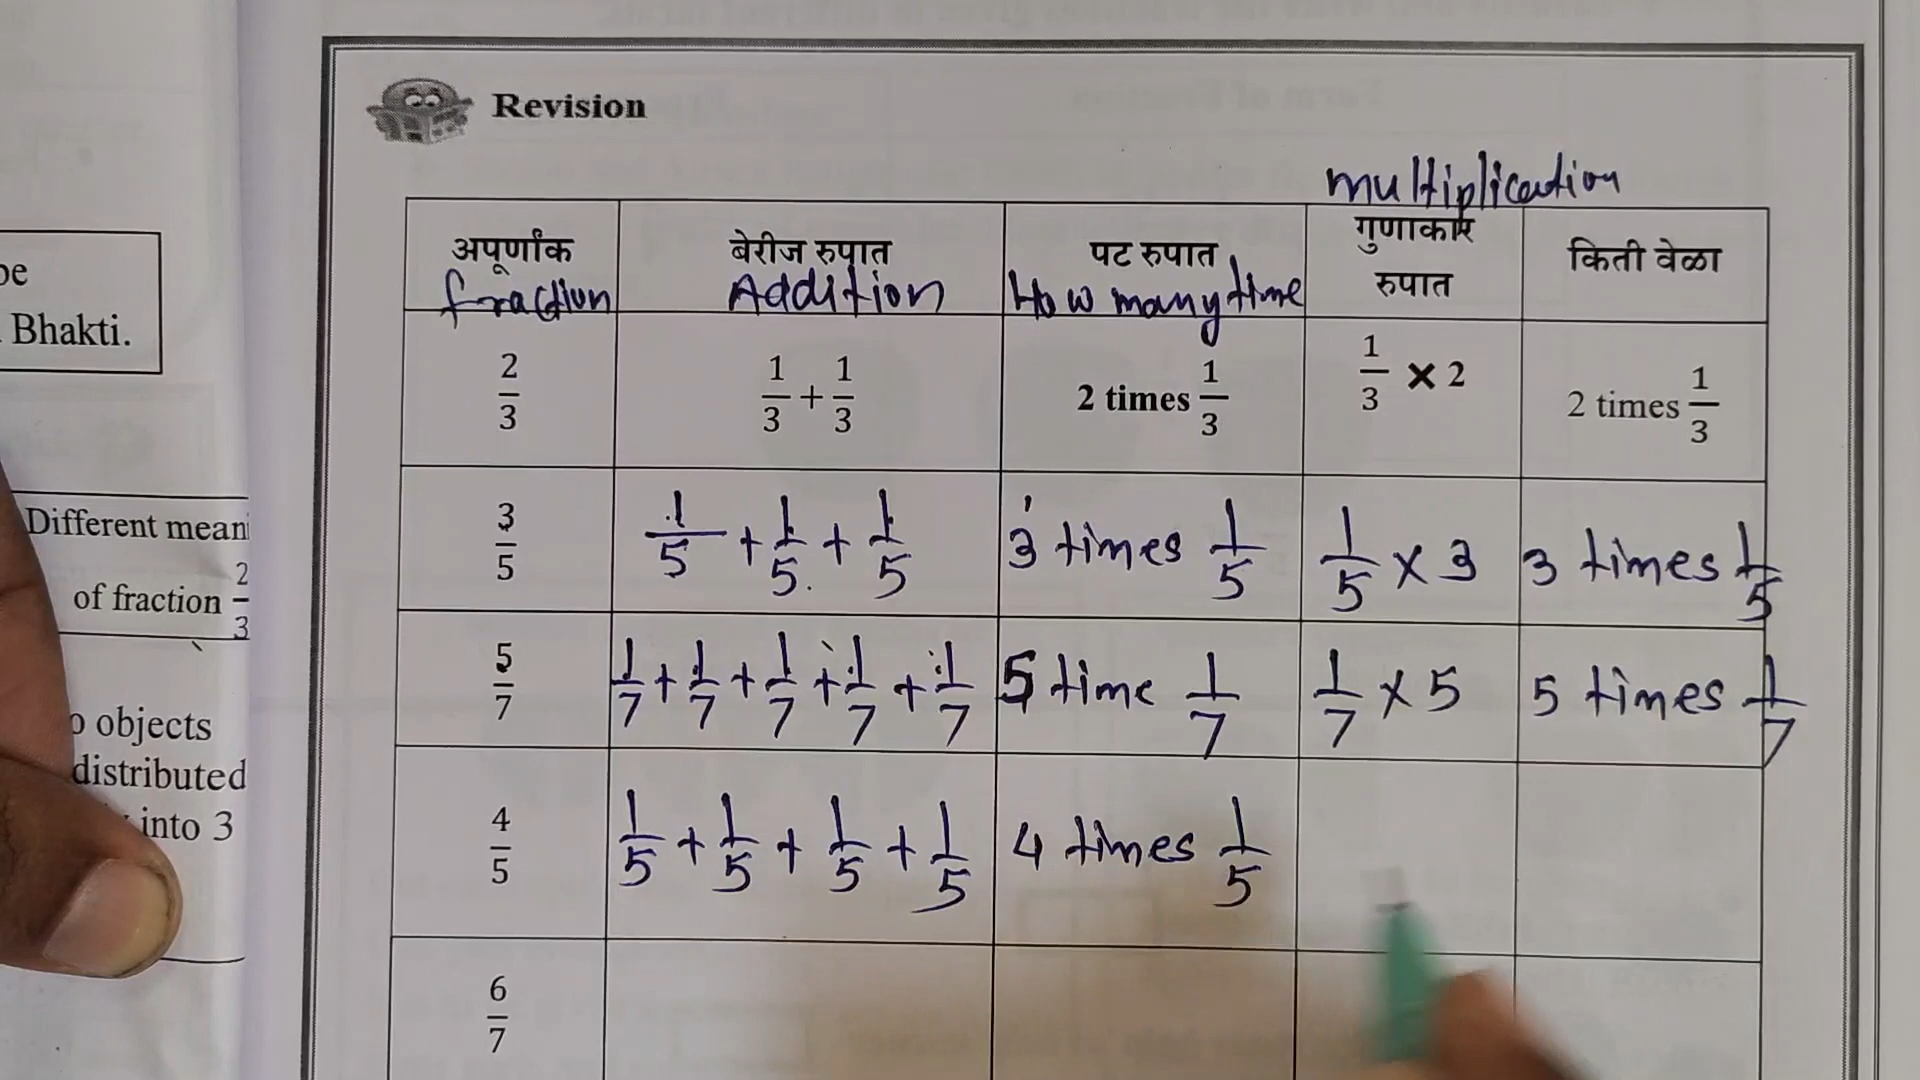 be
Bhakti.
Different mean
of fraction 2/3
objects
distributed
into 3
Revision
multiplication
अपूर्णांक बेरीज रुपात पट रुपात गुणाकार रुपात किती वेळा
fraction Addition How many time
2/3 1/3 + 1/3 2 times 1/3 1/3 × 2 2 times 1/3
3/5 1/5 + 1/5 + 1/5 3 times 1/5 1/5 × 3 3 times 1/5
5/7 1/7 + 1/7 + 1/7 + 1/7 + 1/7 5 time 1/7 1/7 × 5 5 times 1/7
4/5 1/5 + 1/5 + 1/5 + 1/5 4 times 1/5
6/7